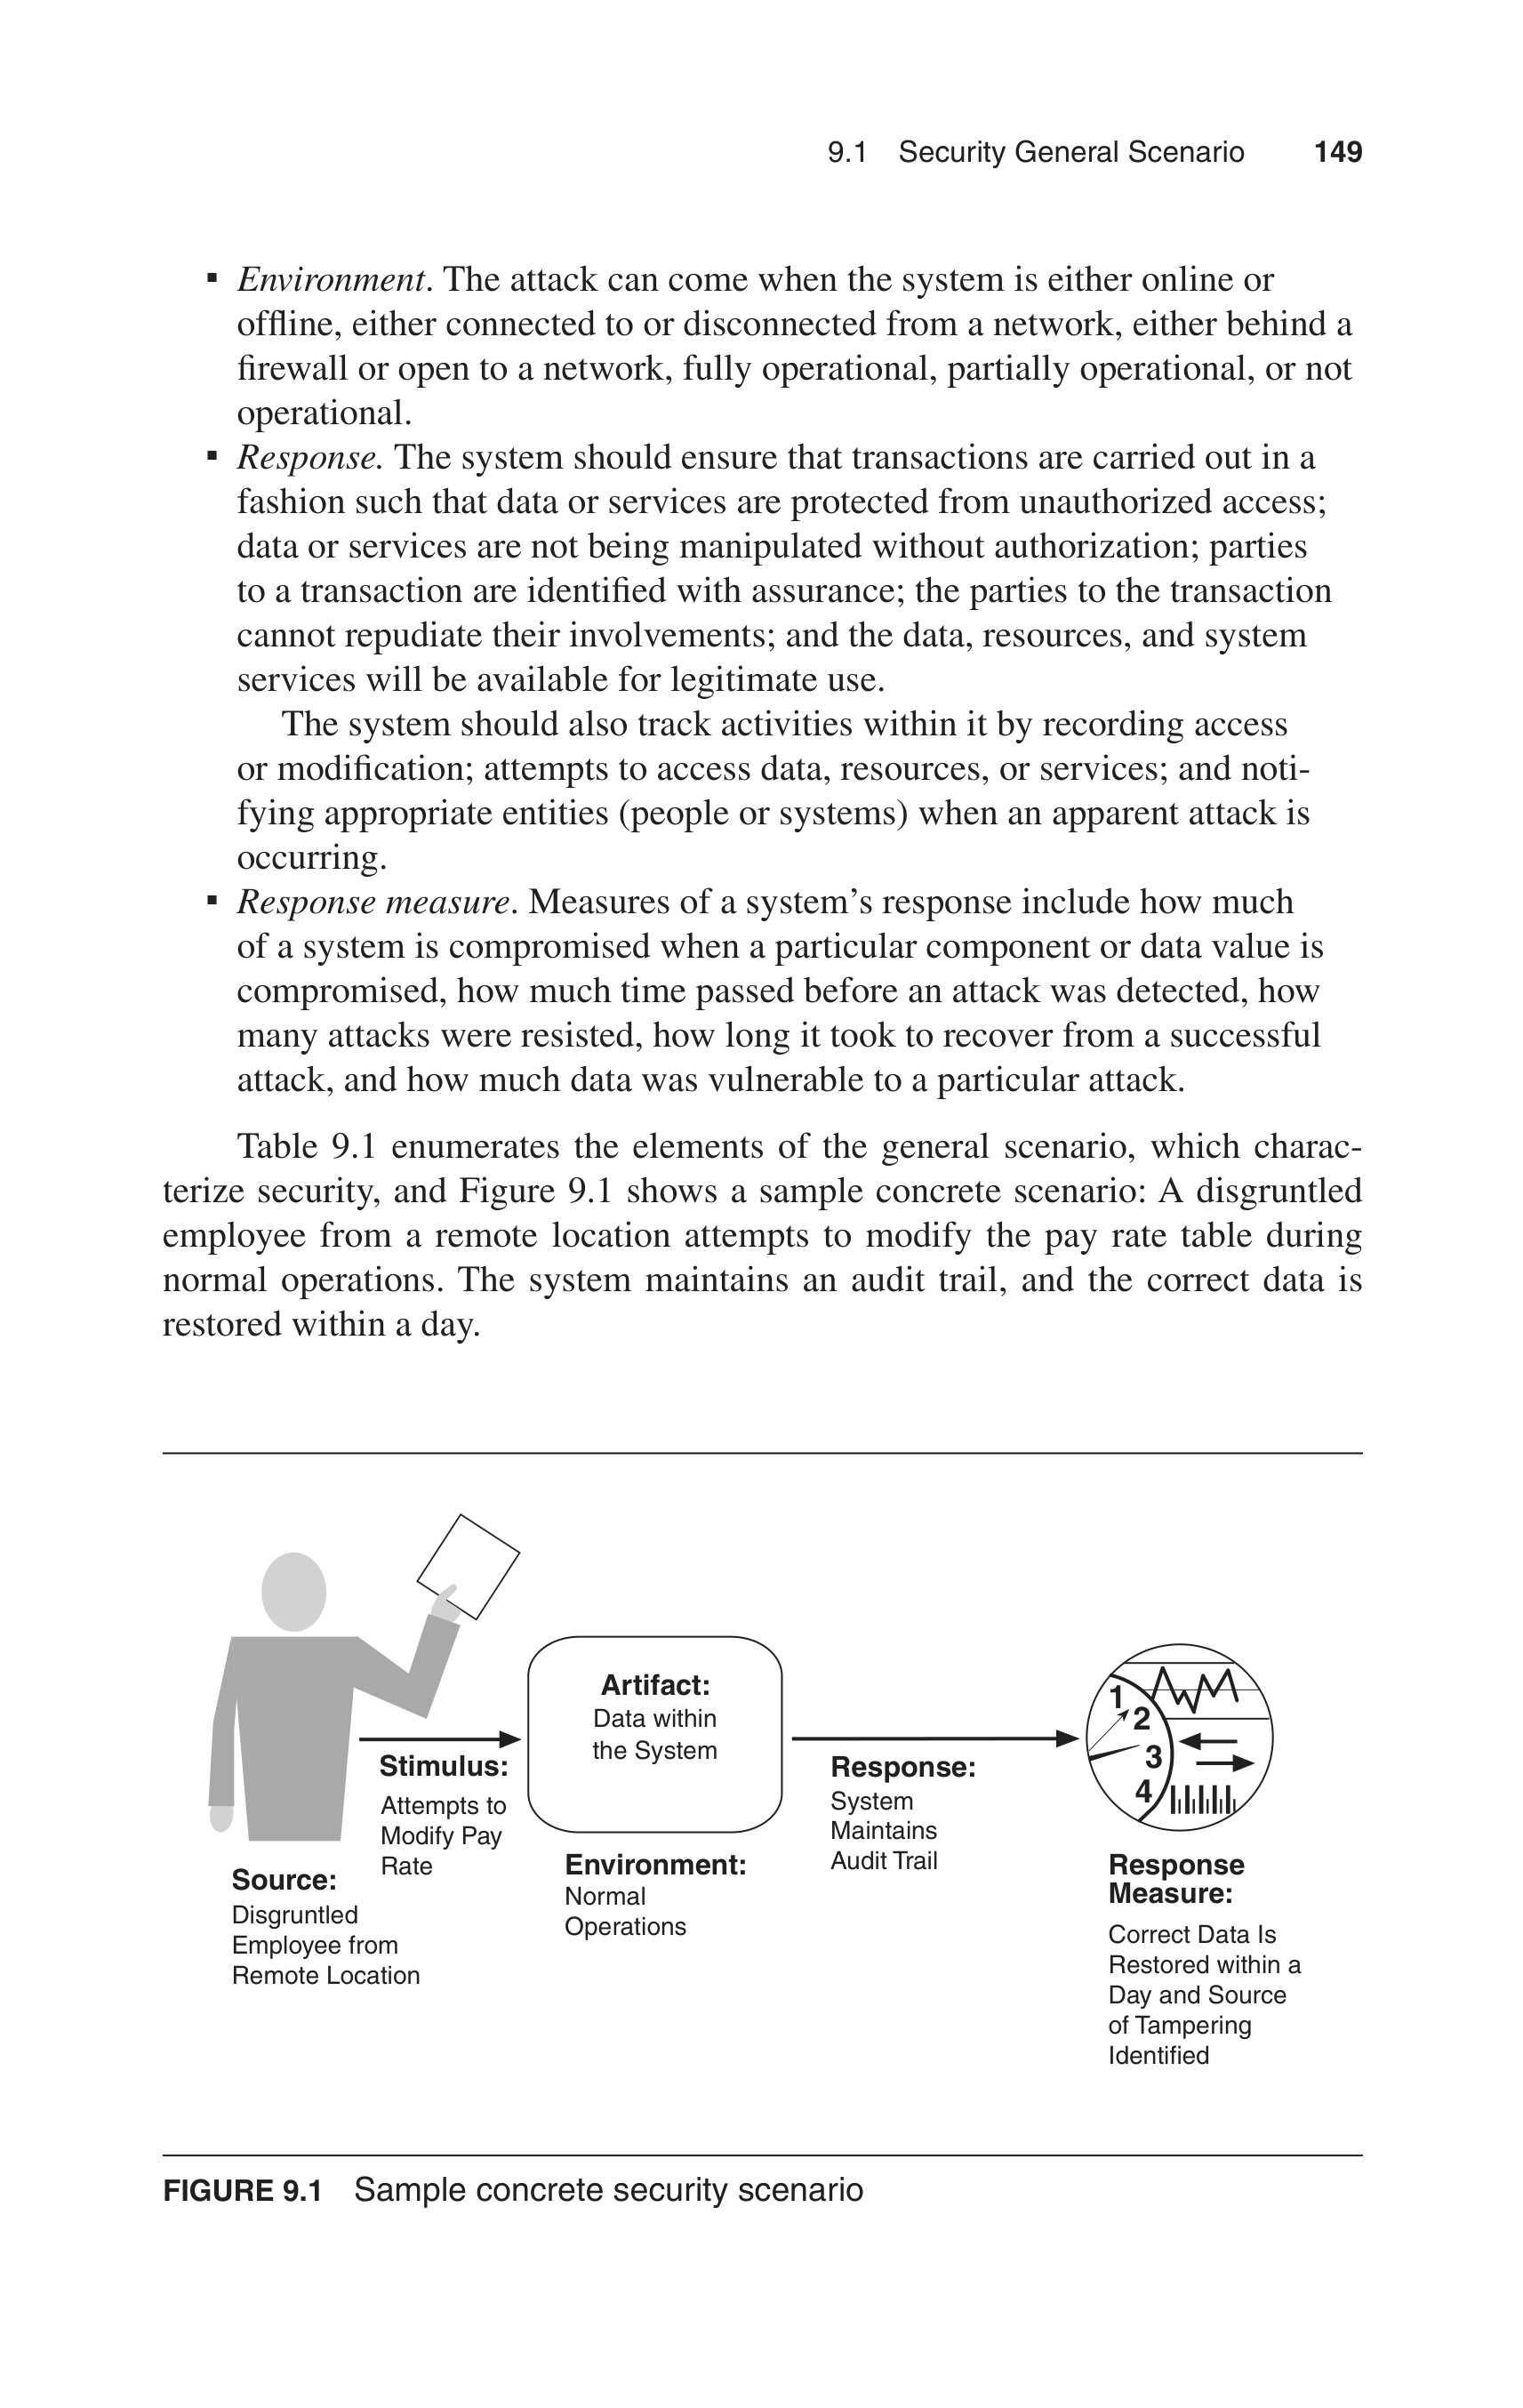 9.1 Security General Scenario 149
▪ Environment. The attack can come when the system is either online or
offline, either connected to or disconnected from a network, either behind a
firewall or open to a network, fully operational, partially operational, or not
operational.
▪ Response. The system should ensure that transactions are carried out in a
fashion such that data or services are protected from unauthorized access;
data or services are not being manipulated without authorization; parties
to a transaction are identified with assurance; the parties to the transaction
cannot repudiate their involvements; and the data, resources, and system
services will be available for legitimate use.
The system should also track activities within it by recording access
or modification; attempts to access data, resources, or services; and noti-
fying appropriate entities (people or systems) when an apparent attack is
occurring.
▪ Response measure. Measures of a system’s response include how much
of a system is compromised when a particular component or data value is
compromised, how much time passed before an attack was detected, how
many attacks were resisted, how long it took to recover from a successful
attack, and how much data was vulnerable to a particular attack.
Table 9.1 enumerates the elements of the general scenario, which charac-
terize security, and Figure 9.1 shows a sample concrete scenario: A disgruntled
employee from a remote location attempts to modify the pay rate table during
normal operations. The system maintains an audit trail, and the correct data is
restored within a day.
Source:
Disgruntled
Employee from
Remote Location
Stimulus:
Attempts to
Modify Pay
Rate
Artifact:
Data within
the System
Environment:
Normal
Operations
Response:
System
Maintains
Audit Trail
1
2
3
4
Response
Measure:
Correct Data Is
Restored within a
Day and Source
of Tampering
Identified
FIGURE 9.1 Sample concrete security scenario